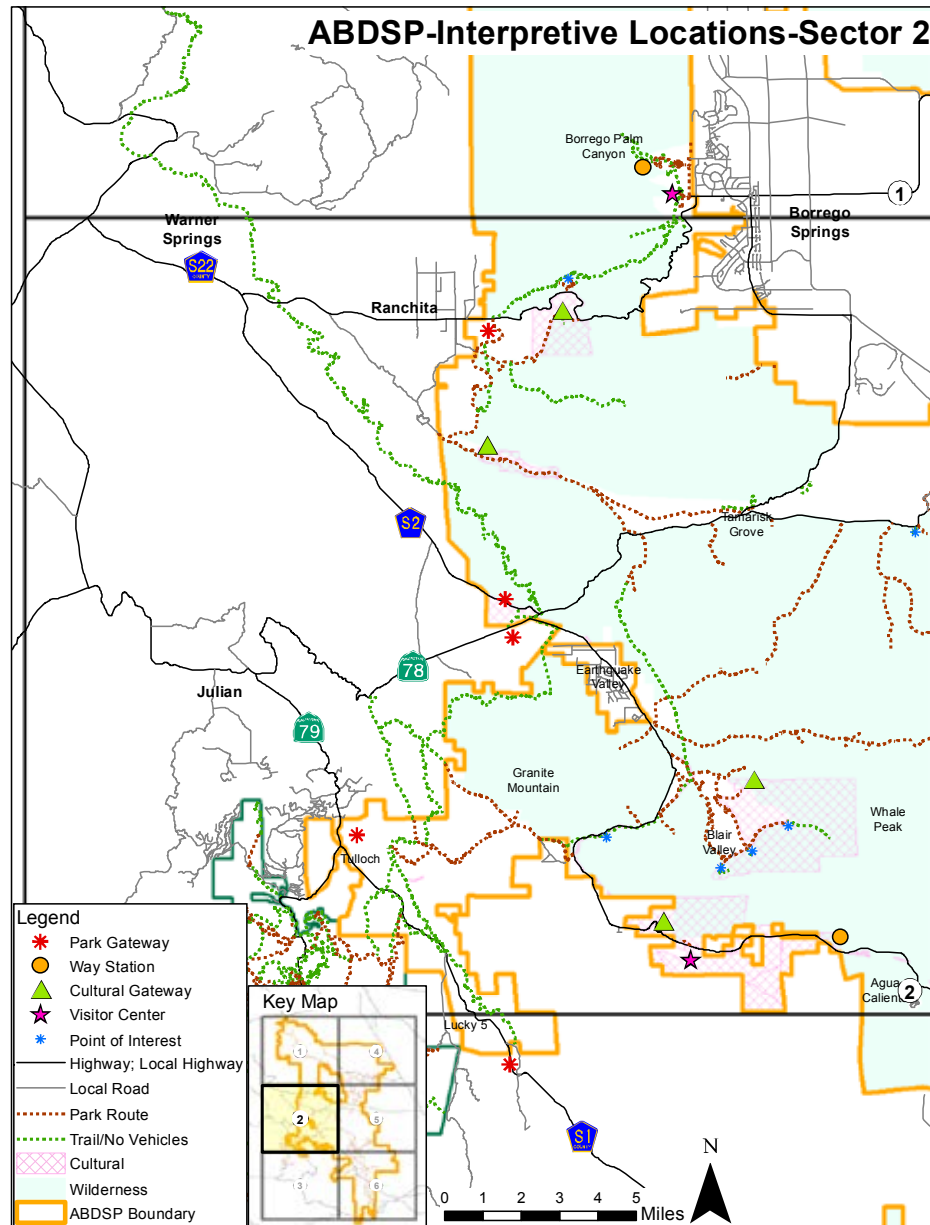 ABDSP-Interpretive Locations-Sector 2
Borrego Palm
Canyon
1
Borrego
Springs
Warner
Springs
S22
COUNTY
Ranchita
S2
Tamarisk
Grove
78
Earthquake
Valley
Julian
79
Granite
Mountain
Whale
Peak
Blair
Valley
Tulloch
Agua
Caliente
2
Lucky 5
S1
COUNTY
Legend
Park Gateway
Way Station
Cultural Gateway
Visitor Center
Point of Interest
Highway; Local Highway
Local Road
Park Route
Trail/No Vehicles
Cultural
Wilderness
ABDSP Boundary
Key Map
1
4
2
5
3
6
N
0 1 2 3 4 5
Miles